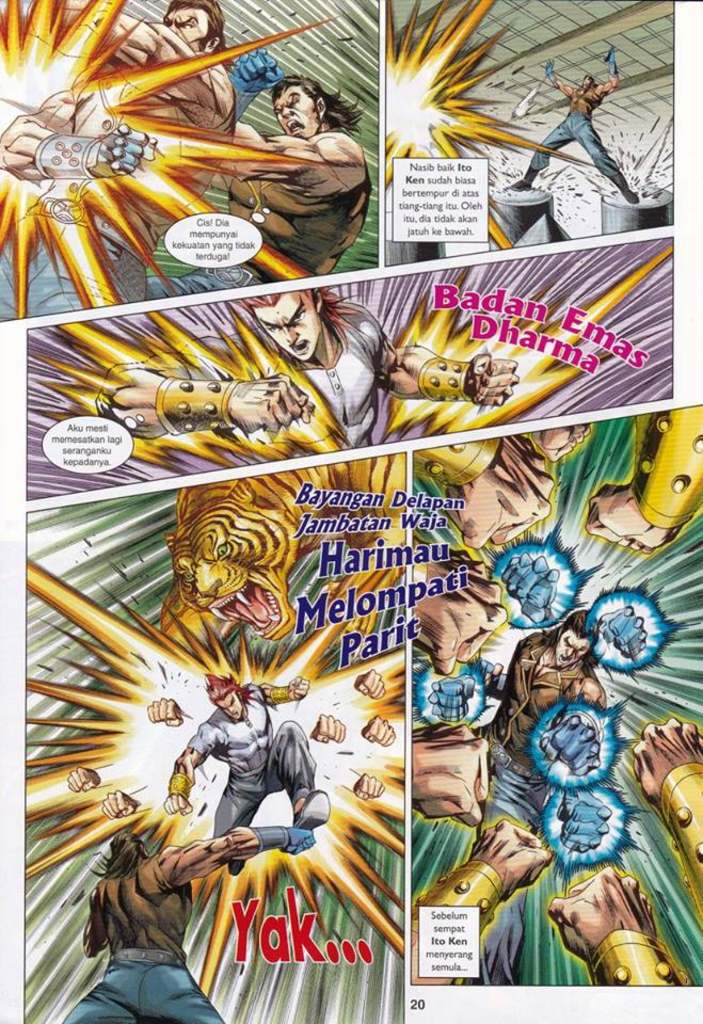 Cis! Dia
mempunyai
kekuatan yang tidak
terduga!
Nasib baik Ito
Ken sudah biasa
bertempur di atas
tiang-tiang itu. Oleh
itu, dia tidak akan
jatuh ke bawah.
Badan Emas
Dharma
Aku mesti
memesatkan lagi
seranganku
kepadanya.
Bayangan Delapan
Jambatan Waja
Harimau
Melompati
Parit
Yak...
Sebelum
sempat
Ito Ken
menyerang
semula...
20